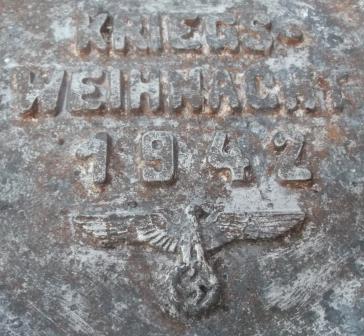 KRIEGS-
WEIHNACHT
1942